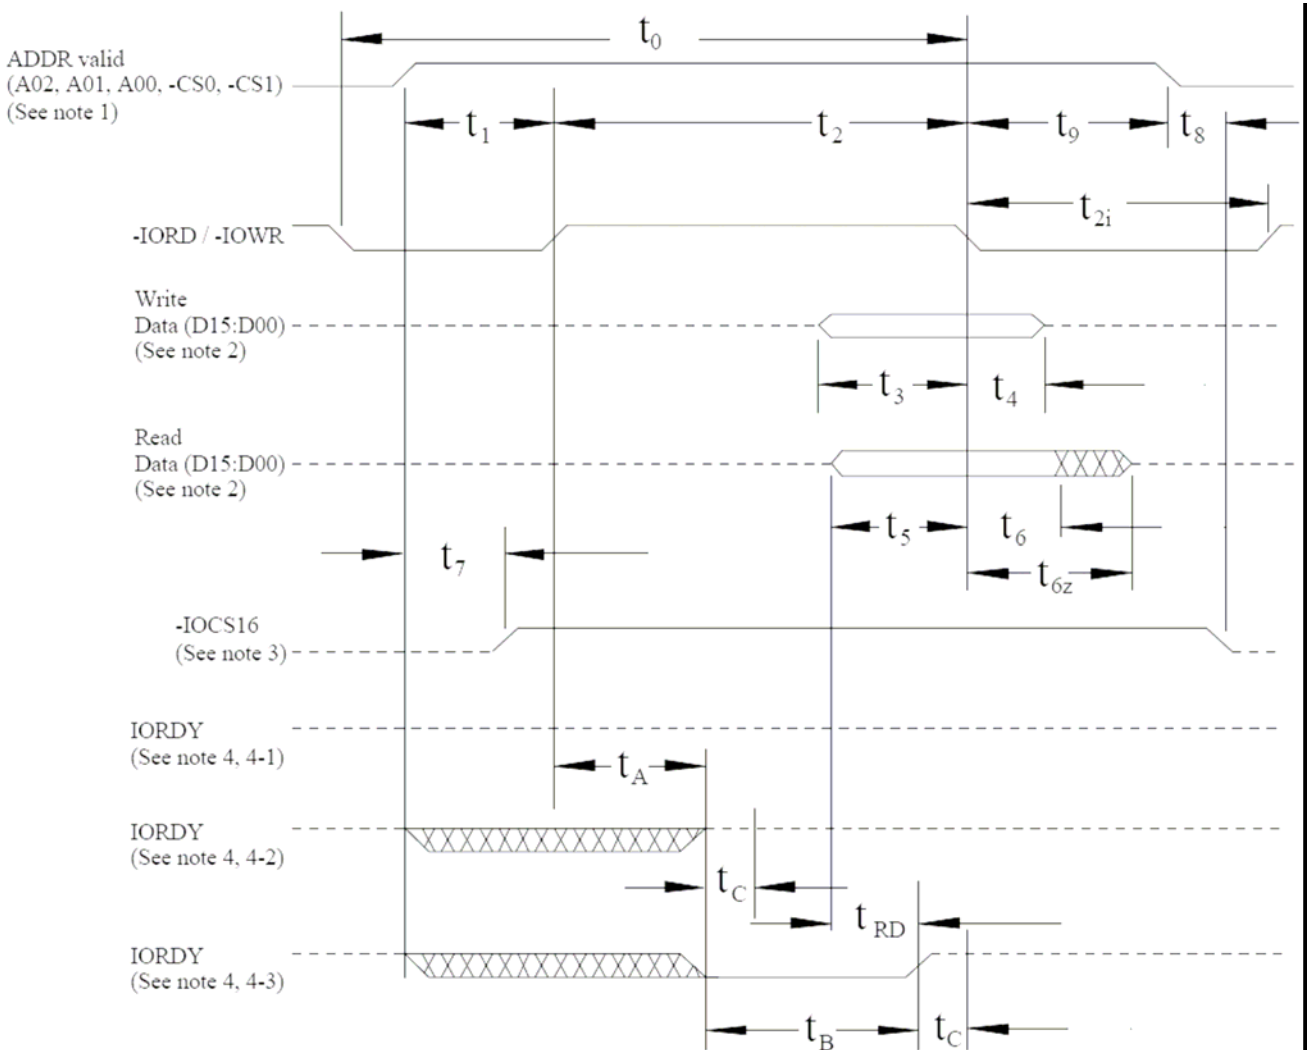 t0
ADDR valid
(A02, A01, A00, -CS0, -CS1)
(See note 1)
t1 t2 t9 t8
t2i
-IORD / -IOWR
Write
Data (D15:D00)
(See note 2)
t3 t4
Read
Data (D15:D00)
(See note 2)
t5 t6
t7 t6z
-IOCS16
(See note 3)
IORDY
(See note 4, 4-1)
tA
IORDY
(See note 4, 4-2)
tC
tRD
IORDY
(See note 4, 4-3)
tB tC